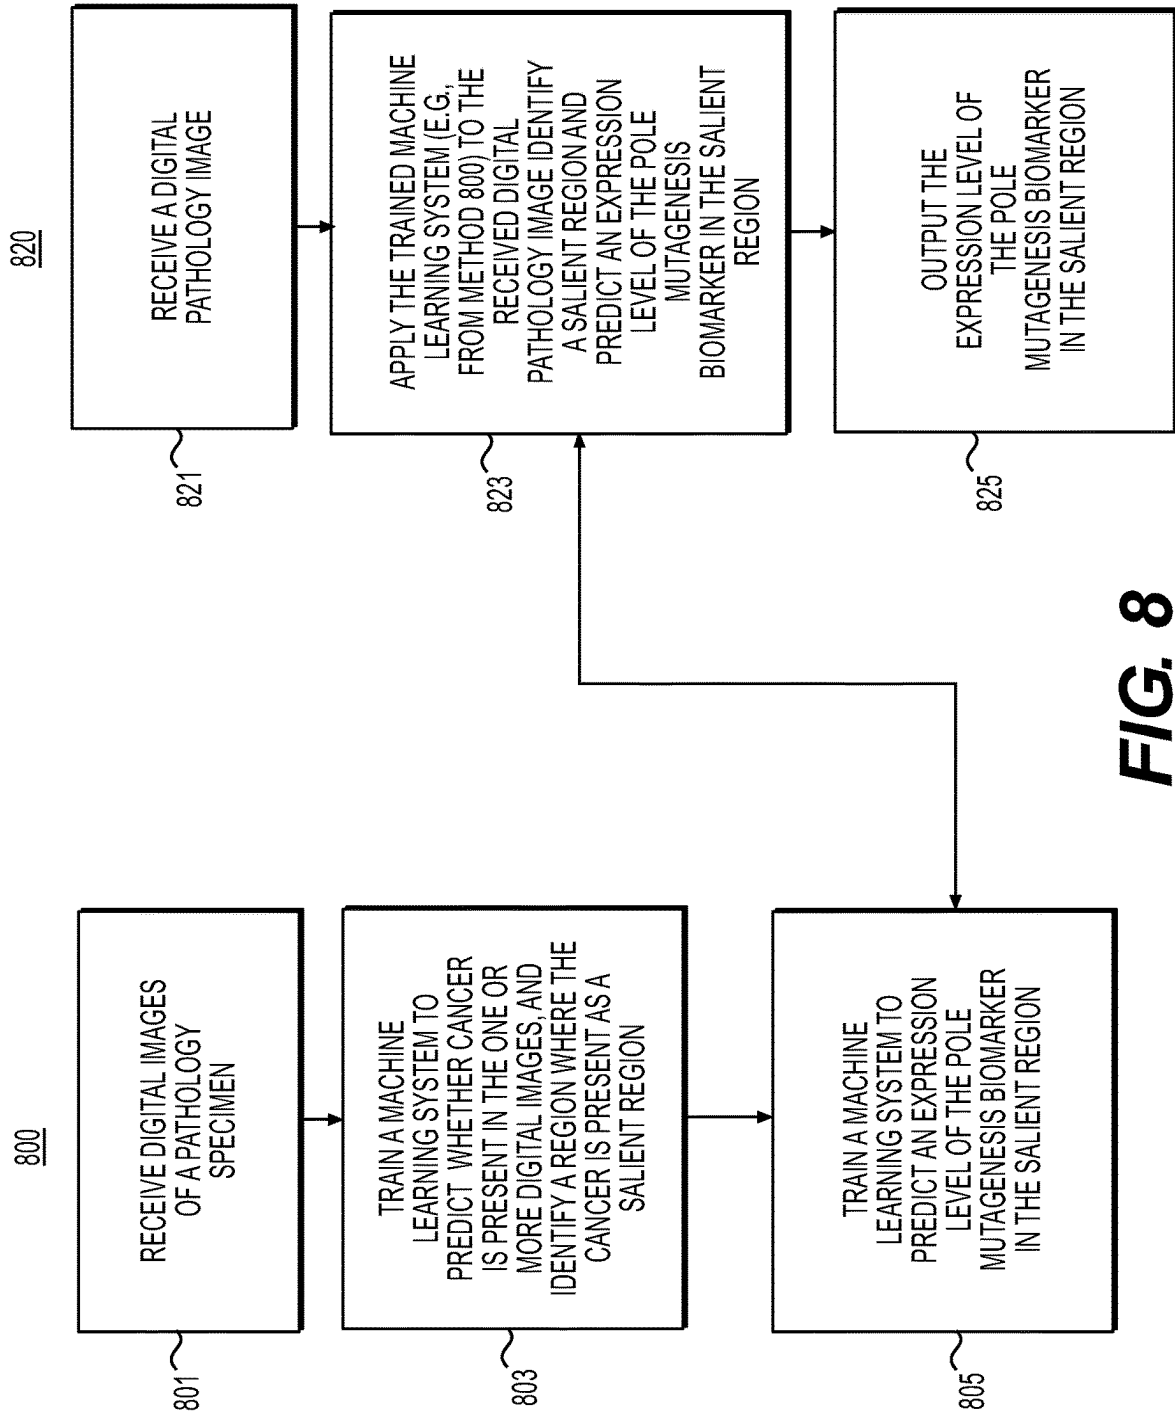 800
801
RECEIVE DIGITAL IMAGES
OF A PATHOLOGY
SPECIMEN
803
TRAIN A MACHINE
LEARNING SYSTEM TO
PREDICT WHETHER CANCER
IS PRESENT IN THE ONE OR
MORE DIGITAL IMAGES, AND
IDENTIFY A REGION WHERE THE
CANCER IS PRESENT AS A
SALIENT REGION
805
TRAIN A MACHINE
LEARNING SYSTEM TO
PREDICT AN EXPRESSION
LEVEL OF THE POLE
MUTAGENESIS BIOMARKER
IN THE SALIENT REGION
820
821
RECEIVE A DIGITAL
PATHOLOGY IMAGE
823
APPLY THE TRAINED MACHINE
LEARNING SYSTEM (E.G.,
FROM METHOD 800) TO THE
RECEIVED DIGITAL
PATHOLOGY IMAGE IDENTIFY
A SALIENT REGION AND
PREDICT AN EXPRESSION
LEVEL OF THE POLE
MUTAGENESIS
BIOMARKER IN THE SALIENT
REGION
825
OUTPUT THE
EXPRESSION LEVEL OF
THE POLE
MUTAGENESIS BIOMARKER
IN THE SALIENT REGION
FIG. 8